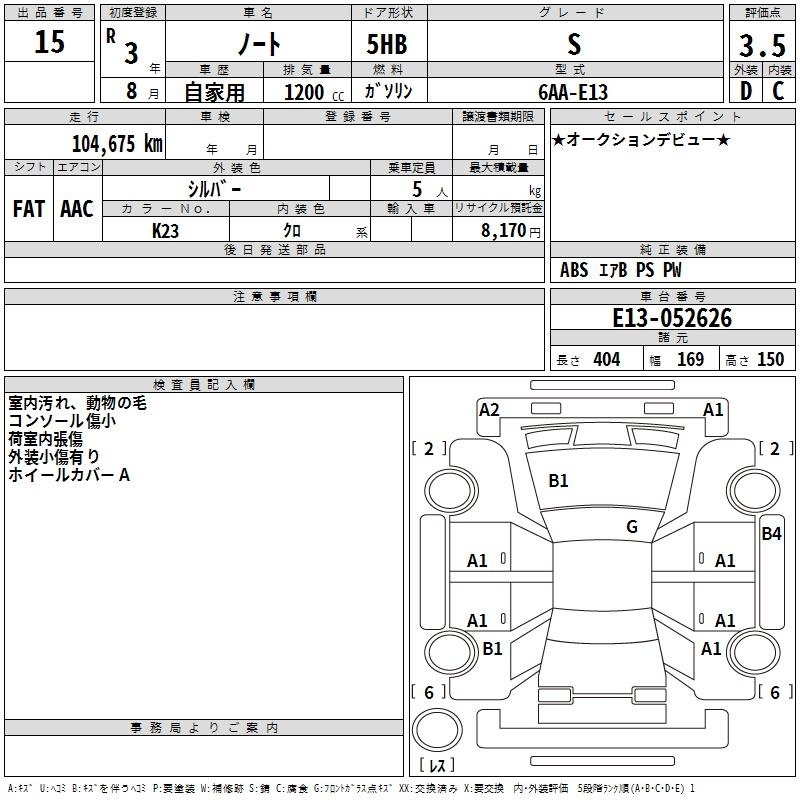 出品番号 初度登録 車名 ドア形状 グレード 評価点
15 R 3 年 ノート 5HB S 3.5
車歴 排気量 燃料 型式 外装 内装
8 月 自家用 1200 CC ガソリン 6AA-E13 D C
走行 車検 登録番号 譲渡書類期限 セールスポイント
104,675 km 年 月 月 日 ★オークションデビュー★
シフト エアコン 外装色 乗車定員 最大積載量
FAT AAC シルバー 5 人 kg
カラーNo. 内装色 輸入車 リサイクル預託金
K23 クロ 系 8,170 円
後日発送部品 純正装備
ABS エアB PS PW
注意事項欄 車台番号
E13-052626
諸元
長さ 404 幅 169 高さ 150
検査員記入欄
室内汚れ、動物の毛
コンソール傷小
荷室内張傷
外装小傷有り
ホイールカバーA
A2 A1
[ 2 ] [ 2 ]
B1
G
B4
A1 A1
A1 A1
B1 A1
[ 6 ] [ 6 ]
[ レス ]
事務局よりご案内
A:キズ U:ヘコミ B:キズを伴うヘコミ P:要塗装 W:補修跡 S:錆 C:腐食 G:フロントガラス点キズ XX:交換済み X:要交換 内・外装評価 5段階ランク順(A・B・C・D・E) 1